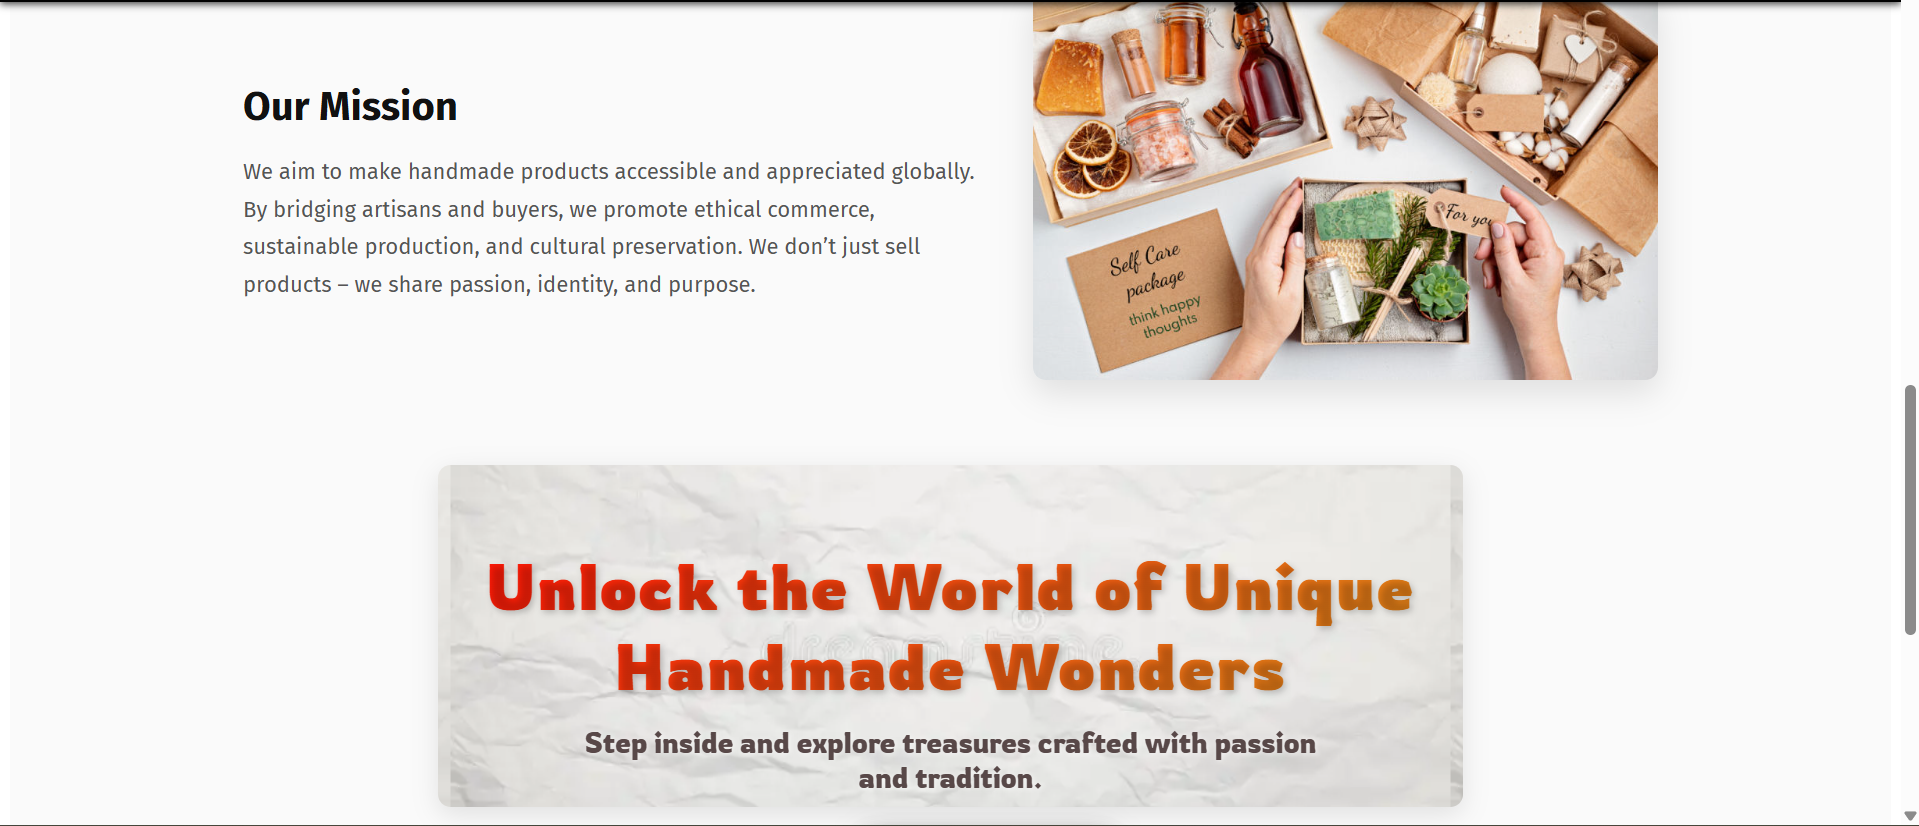 Our Mission
We aim to make handmade products accessible and appreciated globally.
By bridging artisans and buyers, we promote ethical commerce,
sustainable production, and cultural preservation. We don’t just sell
products – we share passion, identity, and purpose.
For you
Self Care
package
think happy
thoughts
Unlock the World of Unique
Handmade Wonders
dreamstime
Step inside and explore treasures crafted with passion
and tradition.